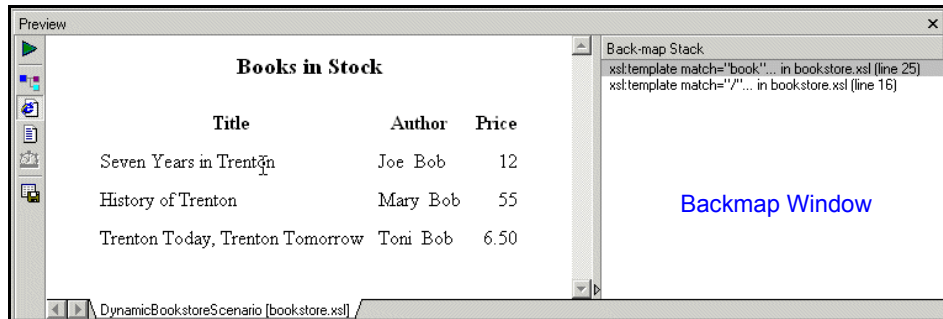 Preview
Books in Stock
Title Author Price
Seven Years in Trenton Joe Bob 12
History of Trenton Mary Bob 55
Trenton Today, Trenton Tomorrow Toni Bob 6.50
DynamicBookstoreScenario [bookstore.xsl]
Back-map Stack
xsl:template match="book"... in bookstore.xsl (line 25)
xsl:template match="/"... in bookstore.xsl (line 16)
Backmap Window